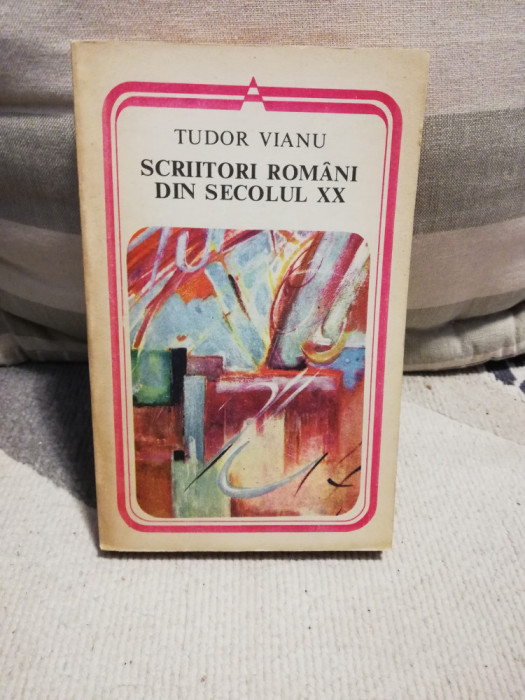 TUDOR VIANU
SCRIITORI ROMÂNI
DIN SECOLUL XX